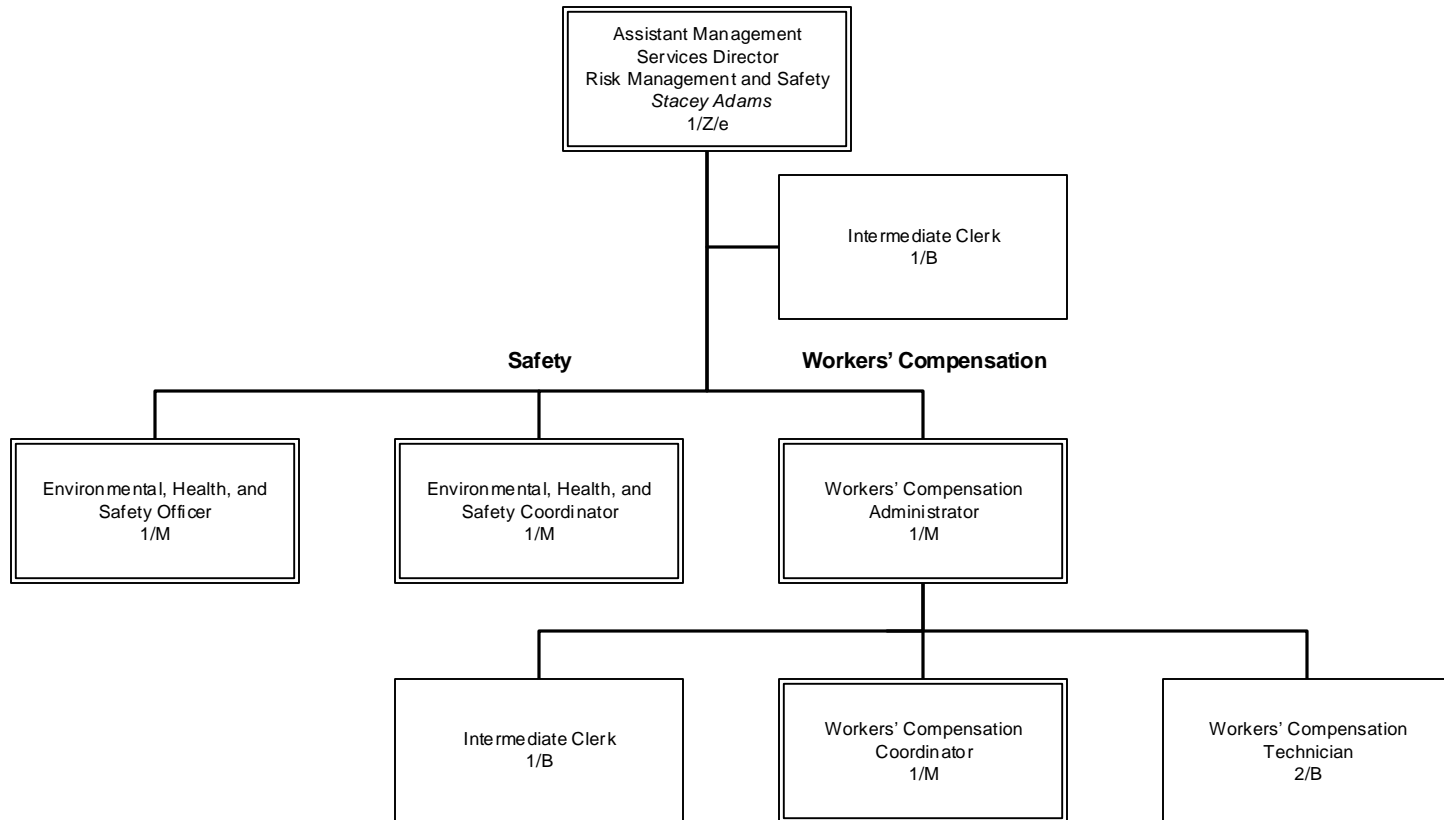 Assistant Management
Services Director
Risk Management and Safety
Stacey Adams
1/Z/e
Intermediate Clerk
1/B
Safety
Workers’ Compensation
Environmental, Health, and
Safety Officer
1/M
Environmental, Health, and
Safety Coordinator
1/M
Workers’ Compensation
Administrator
1/M
Intermediate Clerk
1/B
Workers’ Compensation
Coordinator
1/M
Workers’ Compensation
Technician
2/B